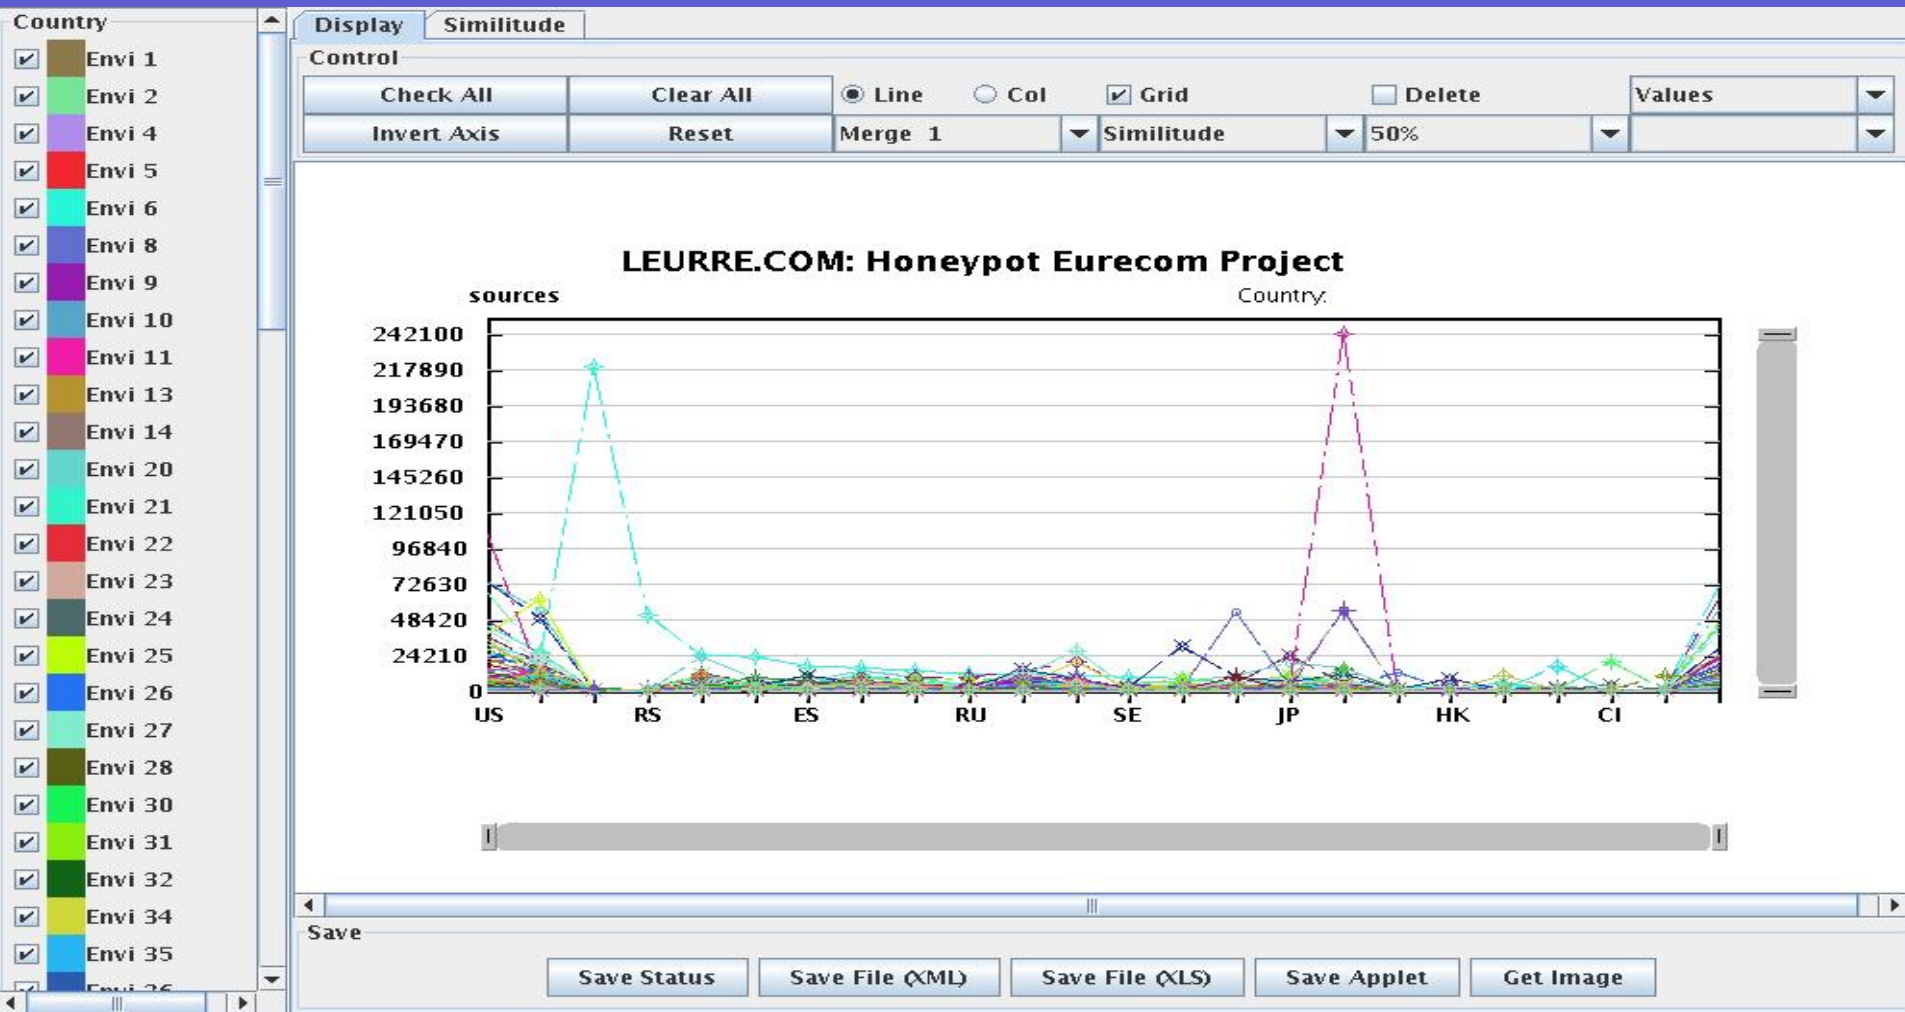 Country
Envi 1
Envi 2
Envi 4
Envi 5
Envi 6
Envi 8
Envi 9
Envi 10
Envi 11
Envi 13
Envi 14
Envi 20
Envi 21
Envi 22
Envi 23
Envi 24
Envi 25
Envi 26
Envi 27
Envi 28
Envi 30
Envi 31
Envi 32
Envi 34
Envi 35
Display Similitude
Control
Check All Clear All Line Col Grid Delete Values
Invert Axis Reset Merge 1 Similitude 50%
LEURRE.COM: Honeypot Eurecom Project
sources Country:
242100
217890
193680
169470
145260
121050
96840
72630
48420
24210
0
US RS ES RU SE JP HK CI
Save
Save Status Save File (XML) Save File (XLS) Save Applet Get Image